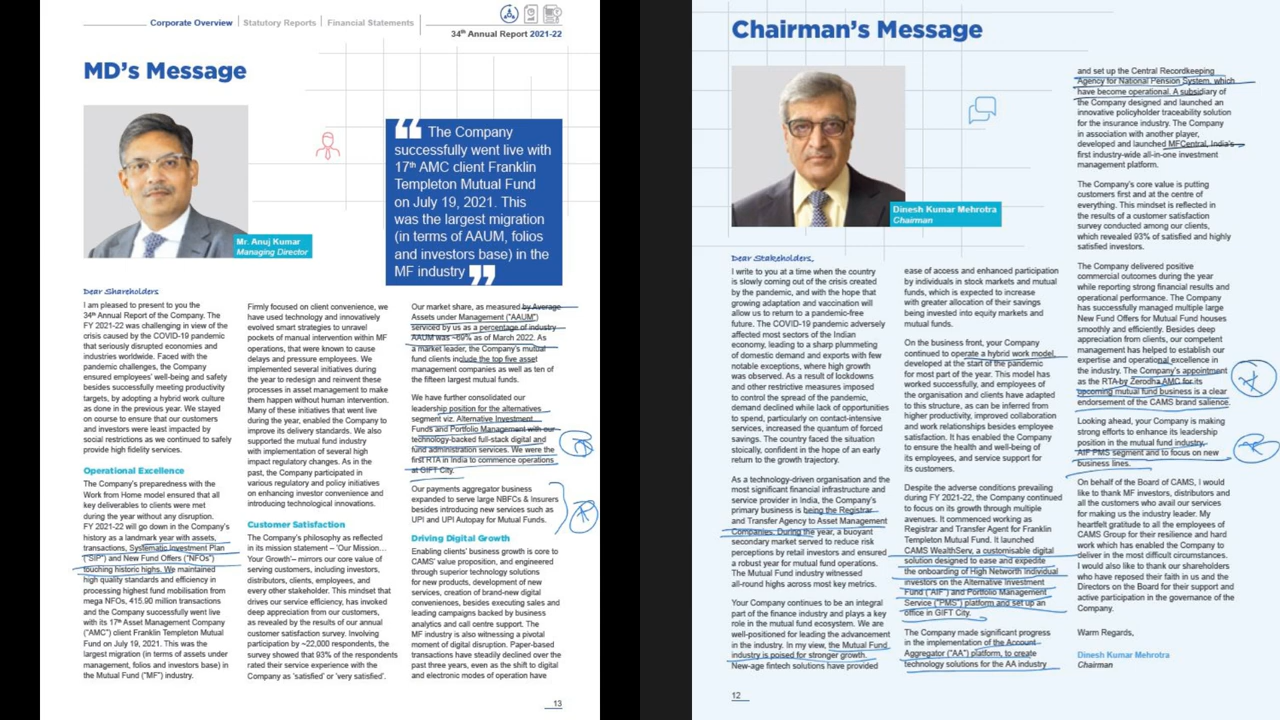 Corporate Overview | Statutory Reports | Financial Statements
34th Annual Report 2021-22
MD's Message
❝ The Company
successfully went live with
17th AMC client Franklin
Templeton Mutual Fund
on July 19, 2021. This
was the largest migration
(in terms of AAUM, folios
and investors base) in the
MF industry ❞
Mr. Anuj Kumar
Managing Director
Dear Shareholders
I am pleased to present to you the
34th Annual Report of the Company. The
FY 2021-22 was challenging in view of the
crisis caused by the COVID-19 pandemic
that seriously disrupted economies and
industries worldwide. Faced with the
pandemic challenges, the Company
ensured employees' well-being and safety
besides successfully meeting productivity
targets, by adopting a hybrid work culture
as done in the previous year. We stayed
on course to ensure that our customers
and investors were least impacted by
social restrictions as we continued to safely
provide high quality services.
Operational Excellence
The Company's preparedness with the
Work from Home model ensured that all
key deliverables to clients were met
during the year without any disruption.
FY 2021-22 will go down in the Company's
history as a landmark year with assets,
transactions, Systematic Investment Plan
("SIP") and New Fund Offers ("NFOs")
touching historic highs. We maintained
high quality standards and efficiency in
processing highest fund mobilisation from
mega NFOs, 415.90 million transactions
and the Company successfully went live
with its 17th Asset Management Company
("AMC") client Franklin Templeton Mutual
Fund on July 19, 2021. This was the
largest migration (in terms of assets under
management, folios and investors base) in
the Mutual Fund ("MF") industry.
Firmly focused on client convenience, we
have used technology and innovatively
evolved smart strategies to unravel
pockets of manual intervention within MF
operations, that were known to cause
delays and pressure employees. We
implemented several initiatives during
the year to redesign and reinvent these
processes in asset management to make
them happen without human intervention.
Many of these initiatives that went live
during the year, enabled the Company to
improve its delivery standards. We also
supported the mutual fund industry
with implementation of several high
impact regulatory changes. As in the
past, the Company participated in
various regulatory and policy initiatives
on enhancing investor convenience and
introducing technological innovations.
Customer Satisfaction
The Company's philosophy as reflected
in its mission statement – 'Our Mission...
Your Growth'– mirrors our core value of
serving customers, including investors,
distributors, clients, employees, and
every other stakeholder. This mindset that
drives our service efficiency, has invoked
deep appreciation from our customers,
as revealed by the results of our annual
customer satisfaction survey. Involving
participation by ~22,000 respondents, the
survey showed that 93% of the respondents
rated their service experience with the
Company as 'satisfied' or 'very satisfied'.
Our market share, as measured by Average
Assets under Management ("AAUM")
serviced by us as a percentage of industry
AAUM was ~69% as of March 2022. As
a market leader, the Company's mutual
fund clients include the top five asset
management companies as well as ten of
the fifteen largest mutual funds.
We have further consolidated our
leadership position for the alternatives
segment viz. Alternative Investment
Funds and Portfolio Management with our
technology-backed full-stack digital and
fund administration services. We were the
first RTA in India to commence operations
at GIFT City.
Our payments aggregator business
expanded to serve large NBFCs & Insurers
besides introducing new services such as
UPI and UPI Autopay for Mutual Funds.
Driving Digital Growth
Enabling clients' business growth is core to
CAMS' value proposition, and engineered
through superior technology solutions
for new products, development of new
services, creation of brand-new digital
conveniences, besides executing sales and
leading campaigns backed by business
analytics and call centre support. The
MF industry is also witnessing a pivotal
moment of digital disruption. Paper-based
transactions have steadily declined over the
past three years, even as the shift to digital
and electronic modes of operation have
13
Chairman's Message
Dinesh Kumar Mehrotra
Chairman
Dear Stakeholders,
I write to you at a time when the country
is slowly coming out of the crisis created
by the pandemic, and with the hope that
growing adaptation and vaccination will
allow us to return to a pandemic-free
future. The COVID-19 pandemic adversely
affected most sectors of the Indian
economy, leading to a sharp plummeting
of domestic demand and exports with few
notable exceptions, where high growth
was observed. As a result of lockdowns
and other restrictive measures imposed
to control the spread of the pandemic,
demand declined while lack of opportunities
to spend, particularly on contact-intensive
services, increased the quantum of forced
savings. The country faced the situation
stoically, confident in the hope of an early
return to the growth trajectory.
As a technology-driven organisation and the
most significant financial infrastructure and
service provider in India, the Company's
primary business is being the Registrar
and Transfer Agency to Asset Management
Companies. During the year, a buoyant
secondary market served to reduce risk
perceptions by retail investors and ensured
a robust year for mutual fund operations.
The Mutual Fund industry witnessed
all-round highs across most key metrics.
Your Company continues to be an integral
part of the finance industry and plays a key
role in the mutual fund ecosystem. We are
well-positioned for leading the advancement
in the industry. In my view, the Mutual Fund
industry is poised for stronger growth.
New-age fintech solutions have provided
12
ease of access and enhanced participation
by individuals in stock markets and mutual
funds, which is expected to increase
with greater allocation of their savings
being invested into equity markets and
mutual funds.
On the business front, your Company
continued to operate a hybrid work model,
developed at the start of the pandemic
for most part of the year. This model has
worked successfully, and employees of
the organisation and clients have adapted
to this structure, as can be inferred from
higher productivity, improved collaboration
and work relationships besides employee
satisfaction. It has enabled the Company
to ensure the health and well-being of
its employees, and service support for
its customers.
Despite the adverse conditions prevailing
during FY 2021-22, the Company continued
to focus on its growth through multiple
avenues. It commenced working as
Registrar and Transfer Agent for Franklin
Templeton Mutual Fund. It launched
CAMS WealthServ, a customisable digital
solution designed to ease and expedite
the onboarding of High Networth Individual
investors on the Alternative Investment
Fund ("AIF") and Portfolio Management
Service ("PMS") platform and set up an
office in GIFT City.
The Company made significant progress
in the implementation of the Account
Aggregator ("AA") platform, to create
technology solutions for the AA industry
and set up the Central Recordkeeping
Agency for National Pension System, which
have become operational. A subsidiary of
the Company designed and launched an
innovative policyholder traceability solution
for the insurance industry. The Company
in association with another player,
developed and launched MFCentral, India's
first industry-wide all-in-one investment
management platform.
The Company's core value is putting
customers first and at the centre of
everything. This mindset is reflected in
the results of a customer satisfaction
survey conducted among our clients,
which revealed 93% of satisfied and highly
satisfied investors.
The Company delivered positive
commercial outcomes during the year
while reporting strong financial results and
operational performance. The Company
has successfully managed multiple large
New Fund Offers for Mutual Fund houses
smoothly and efficiently. Besides deep
appreciation from clients, our competent
management has helped to establish our
expertise and operational excellence in
the industry. The Company's appointment
as the RTA by Zerodha AMC for its
upcoming mutual fund business is a clear
endorsement of the CAMS brand salience.
Looking ahead, your Company is making
strong efforts to enhance its leadership
position in the mutual fund industry,
AIF PMS segment and to focus on new
business lines.
On behalf of the Board of CAMS, I would
like to thank MF investors, distributors and
all the customers who avail our services
for making us the industry leader. My
heartfelt gratitude to all the employees of
CAMS Group for their resilience and hard
work which has enabled the Company to
deliver in the most difficult circumstances.
I would also like to thank our shareholders
who have reposed their faith in us and the
Directors on the Board for their support and
active participation in the governance of the
Company.
Warm Regards,
Dinesh Kumar Mehrotra
Chairman